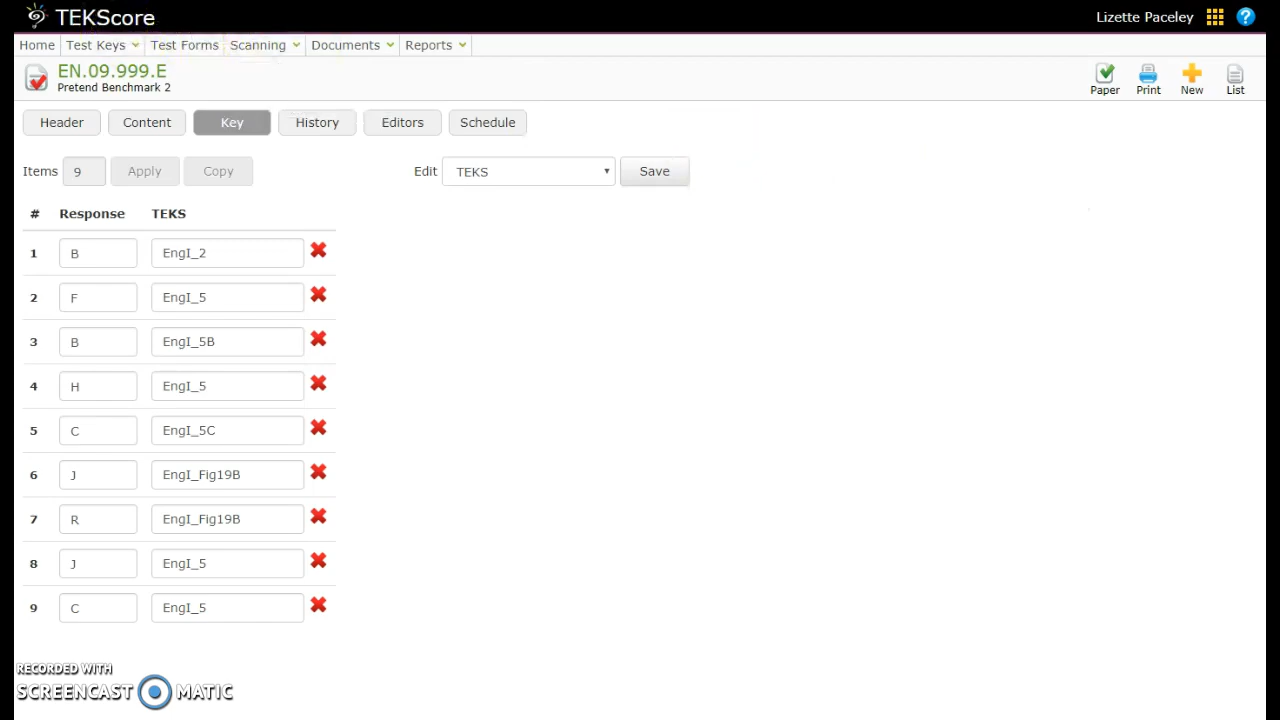 TEKScore
Lizette Paceley
?
Home Test Keys Test Forms Scanning Documents Reports
EN.09.999.E
Pretend Benchmark 2
Paper Print New List
Header Content Key History Editors Schedule
Items 9 Apply Copy Edit TEKS Save
# Response TEKS
1 B EngI_2
2 F EngI_5
3 B EngI_5B
4 H EngI_5
5 C EngI_5C
6 J EngI_Fig19B
7 R EngI_Fig19B
8 J EngI_5
9 C EngI_5
RECORDED WITH
SCREENCAST MATIC